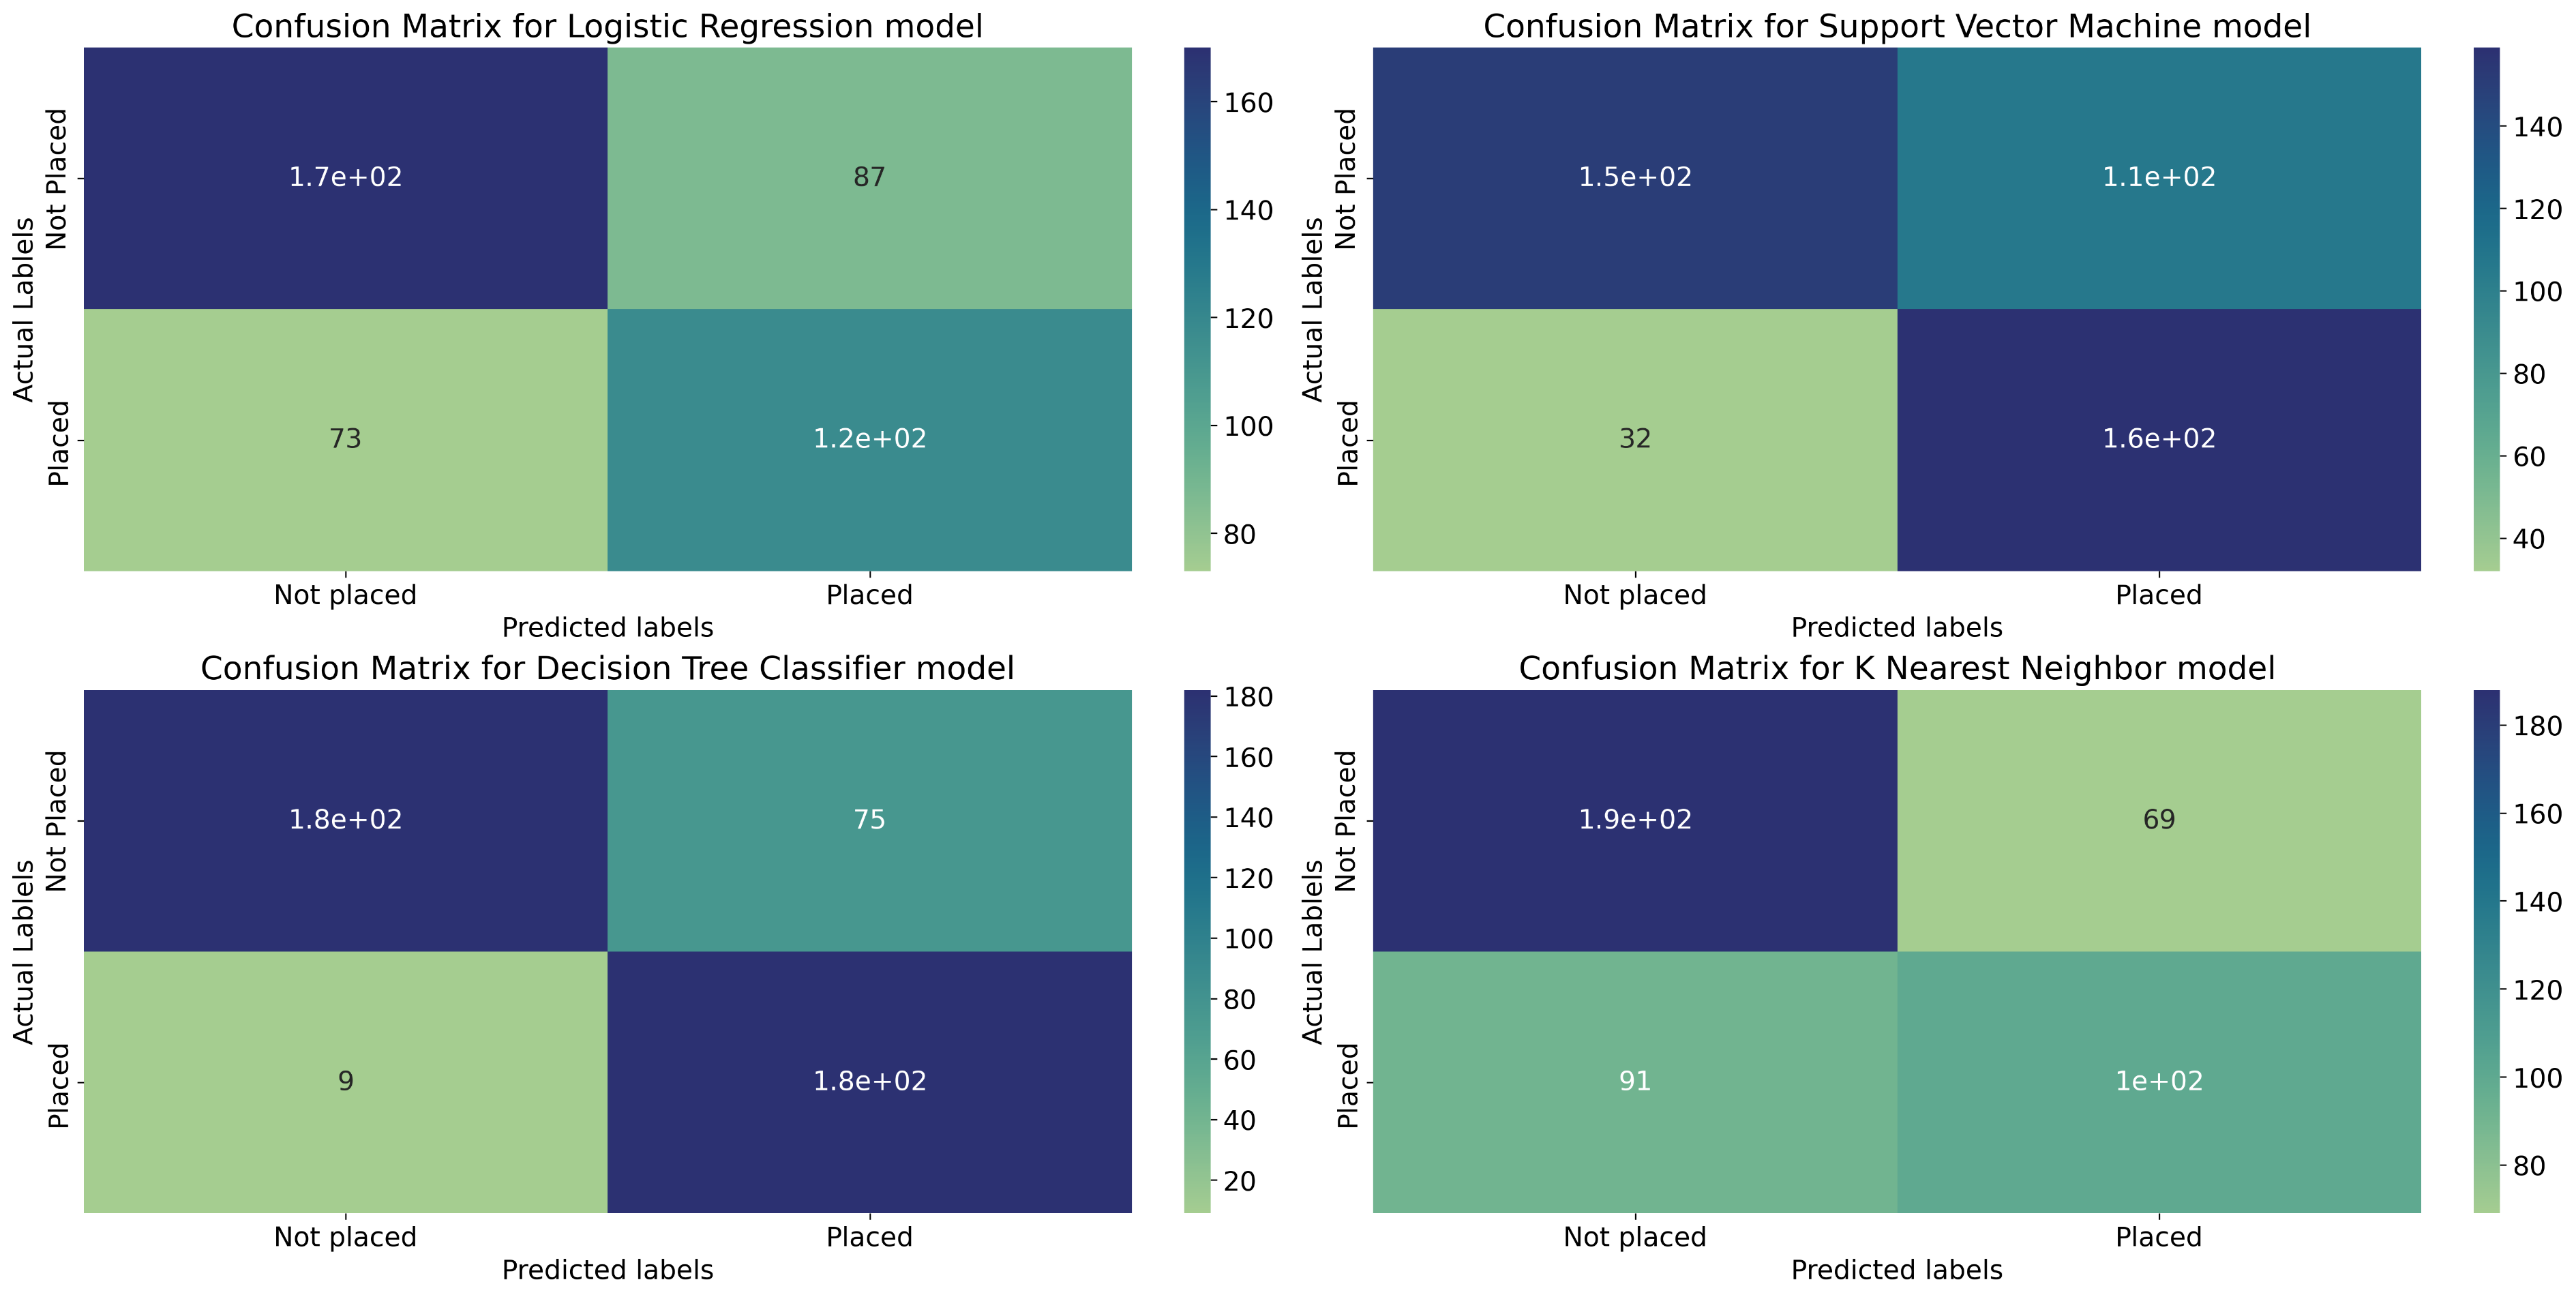 Confusion Matrix for Logistic Regression model
Actual Lablels
Not Placed
Placed
1.7e+02 87
73 1.2e+02
Not placed Placed
Predicted labels
160
140
120
100
80
Confusion Matrix for Support Vector Machine model
Actual Lablels
Not Placed
Placed
1.5e+02 1.1e+02
32 1.6e+02
Not placed Placed
Predicted labels
140
120
100
80
60
40
Confusion Matrix for Decision Tree Classifier model
Actual Lablels
Not Placed
Placed
1.8e+02 75
9 1.8e+02
Not placed Placed
Predicted labels
180
160
140
120
100
80
60
40
20
Confusion Matrix for K Nearest Neighbor model
Actual Lablels
Not Placed
Placed
1.9e+02 69
91 1e+02
Not placed Placed
Predicted labels
180
160
140
120
100
80